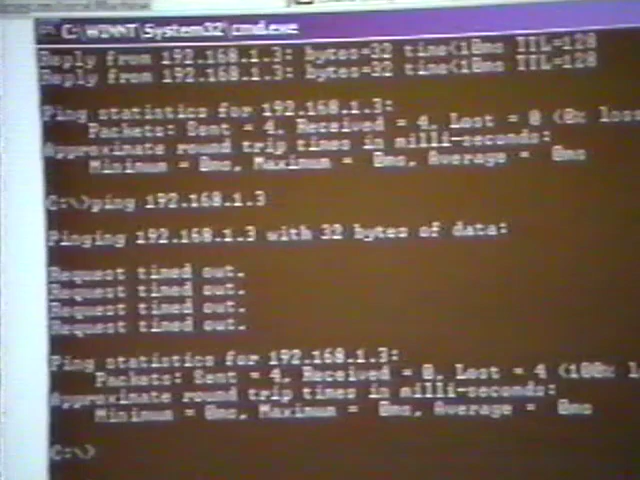 C:\WINNT\System32\cmd.exe
Reply from 192.168.1.3: bytes=32 time<10ms TTL=128
Reply from 192.168.1.3: bytes=32 time<10ms TTL=128
Ping statistics for 192.168.1.3:
Packets: Sent = 4, Received = 4, Lost = 0 (0% loss
Approximate round trip times in milli-seconds:
Minimum = 0ms, Maximum = 0ms, Average = 0ms
C:\>ping 192.168.1.3
Pinging 192.168.1.3 with 32 bytes of data:
Request timed out.
Request timed out.
Request timed out.
Request timed out.
Ping statistics for 192.168.1.3:
Packets: Sent = 4, Received = 0, Lost = 4 (100% l
Approximate round trip times in milli-seconds:
Minimum = 0ms, Maximum = 0ms, Average = 0ms
C:\>